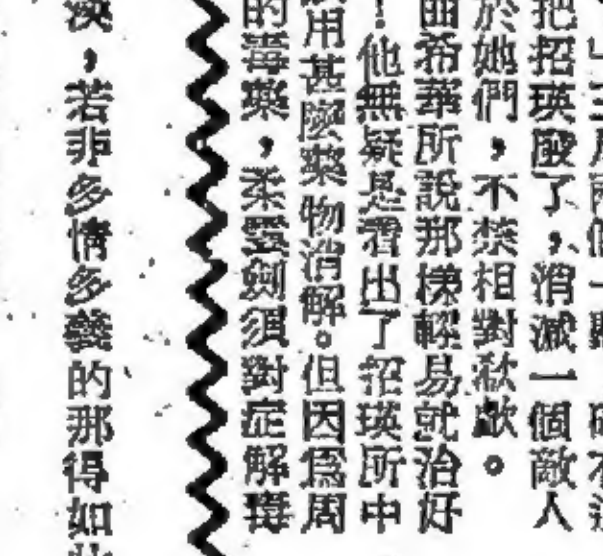 把招瑛廢了，消滅一個敵人
於她們，不禁相對欷歔。
曲希華所說那樣輕易就治好
！他無疑是看出了招瑛所中
用甚麼藥物消解。但因爲周
的毒藥，柔靈劍須對症解毒
，若非多情多義的那得如